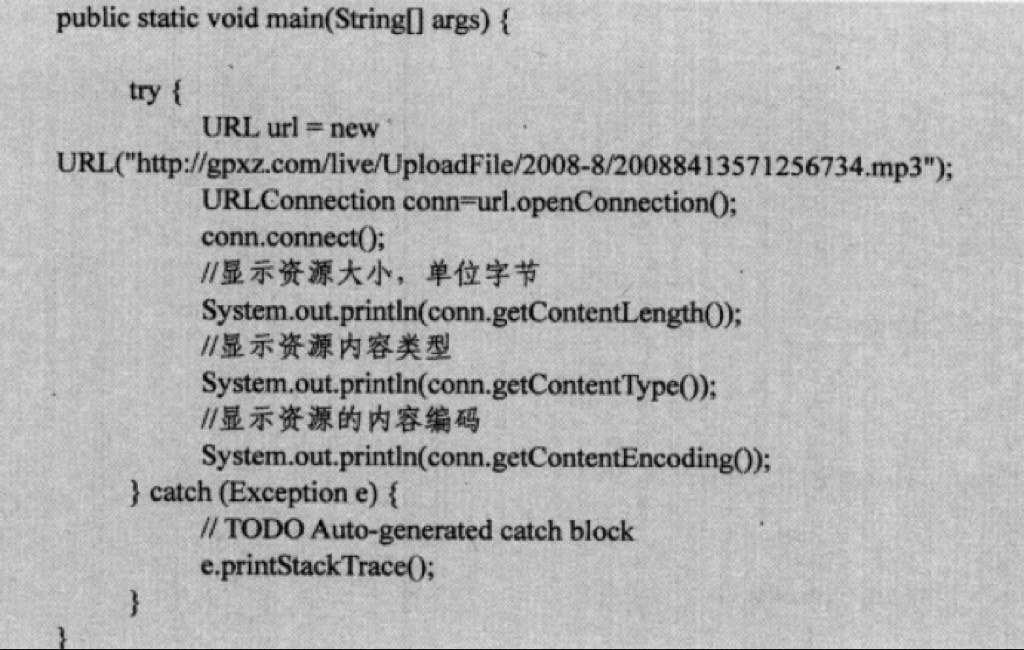 public static void main(String[] args) {
try {
URL url = new
URL("http://gpxz.com/live/UploadFile/2008-8/20088413571256734.mp3");
URLConnection conn=url.openConnection();
conn.connect();
//显示资源大小，单位字节
System.out.println(conn.getContentLength());
//显示资源内容类型
System.out.println(conn.getContentType());
//显示资源的内容编码
System.out.println(conn.getContentEncoding());
} catch (Exception e) {
// TODO Auto-generated catch block
e.printStackTrace();
}
}